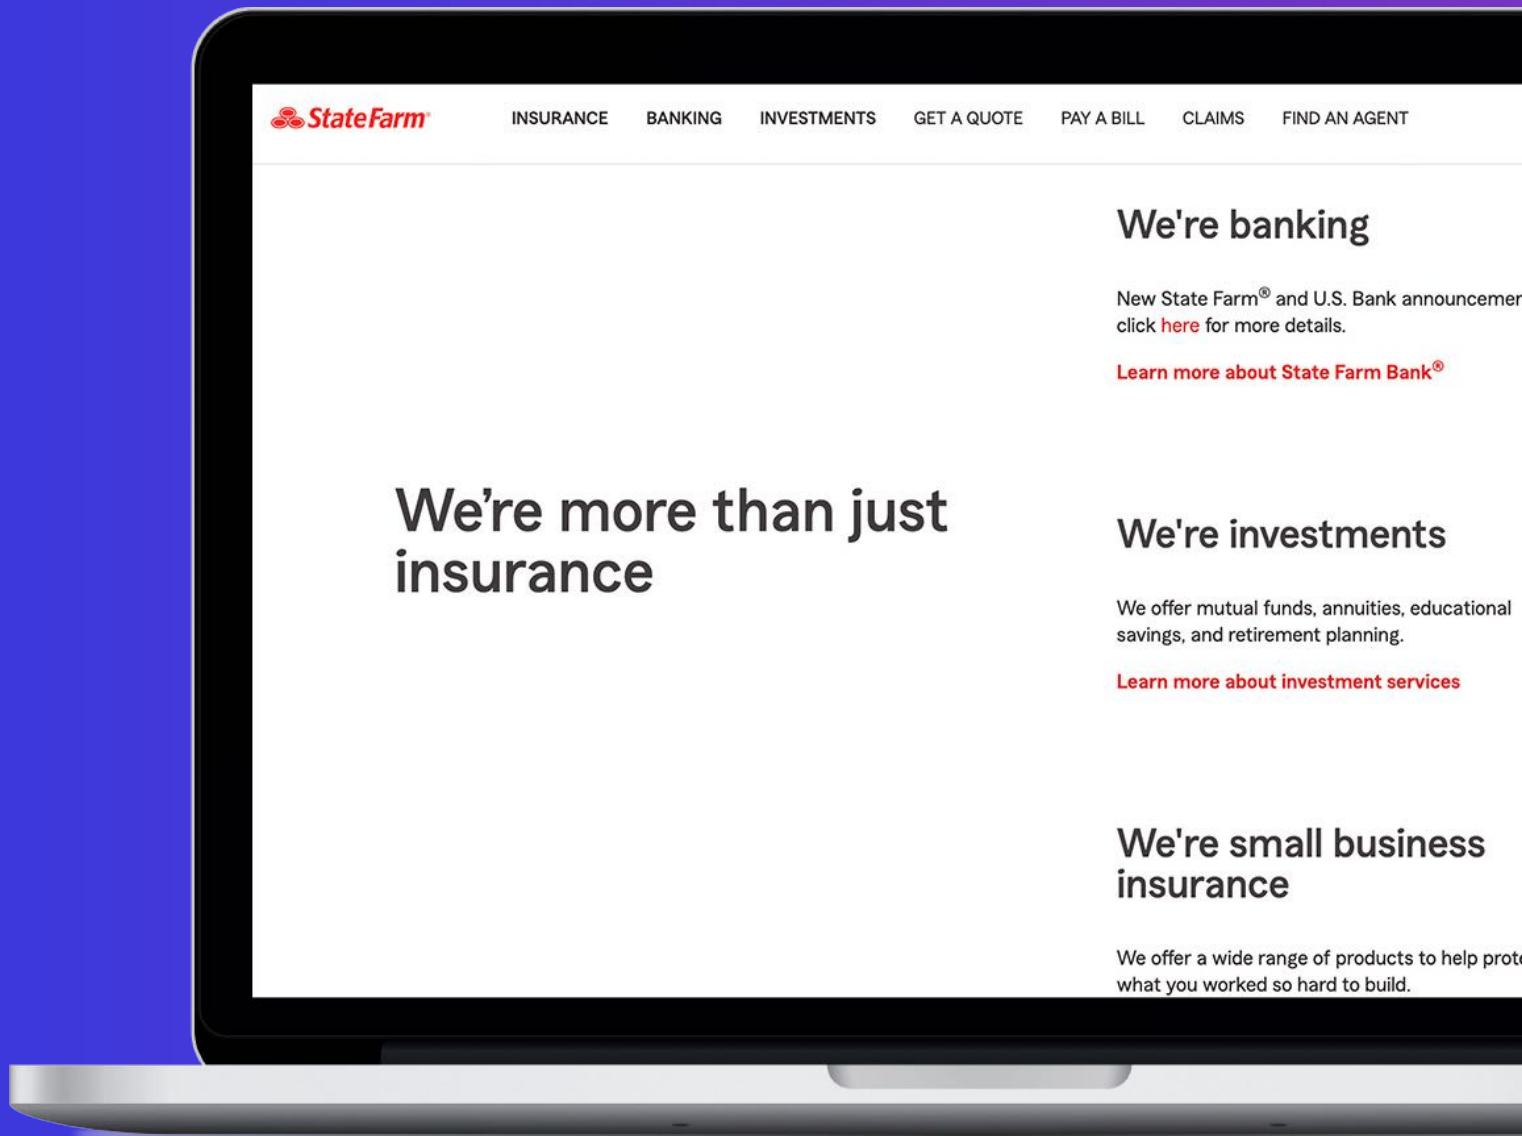 StateFarm®
INSURANCE BANKING INVESTMENTS GET A QUOTE PAY A BILL CLAIMS FIND AN AGENT
We’re more than just
insurance
We're banking
New State Farm® and U.S. Bank
click here for more details.
Learn more about State Farm Bank®
We're investments
We offer mutual funds, annuities, educational
savings, and retirement planning.
Learn more about investment services
We're small business
insurance
We offer a wide range of products to help
what you worked so hard to build.